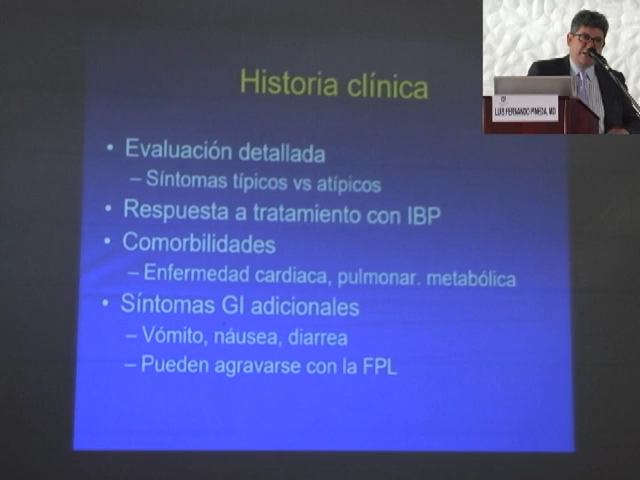 Historia clínica
• Evaluación detallada
– Síntomas típicos vs atípicos
• Respuesta a tratamiento con IBP
• Comorbilidades
– Enfermedad cardiaca, pulmonar. metabólica
• Síntomas GI adicionales
– Vómito, náusea, diarrea
– Pueden agravarse con la FPL
LUIS FERNANDO PINEDA, MD